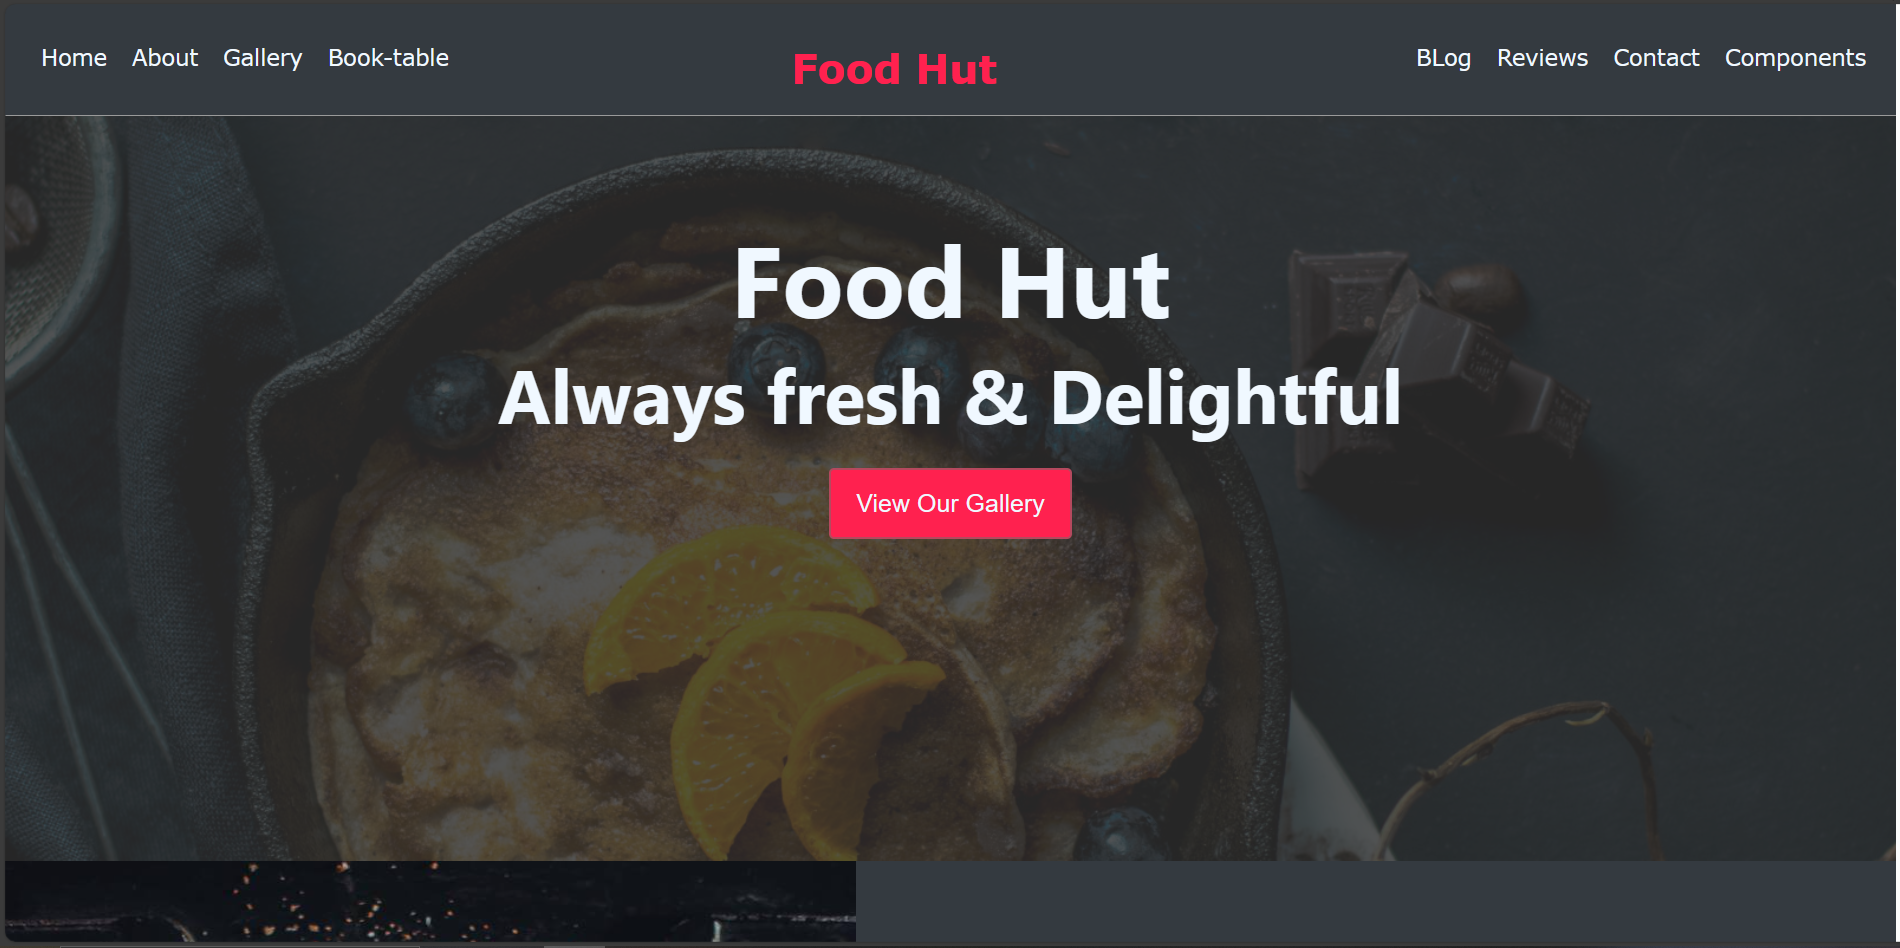 Home About Gallery Book-table Food Hut BLog Reviews Contact Components
Food Hut
Always fresh & Delightful
View Our Gallery